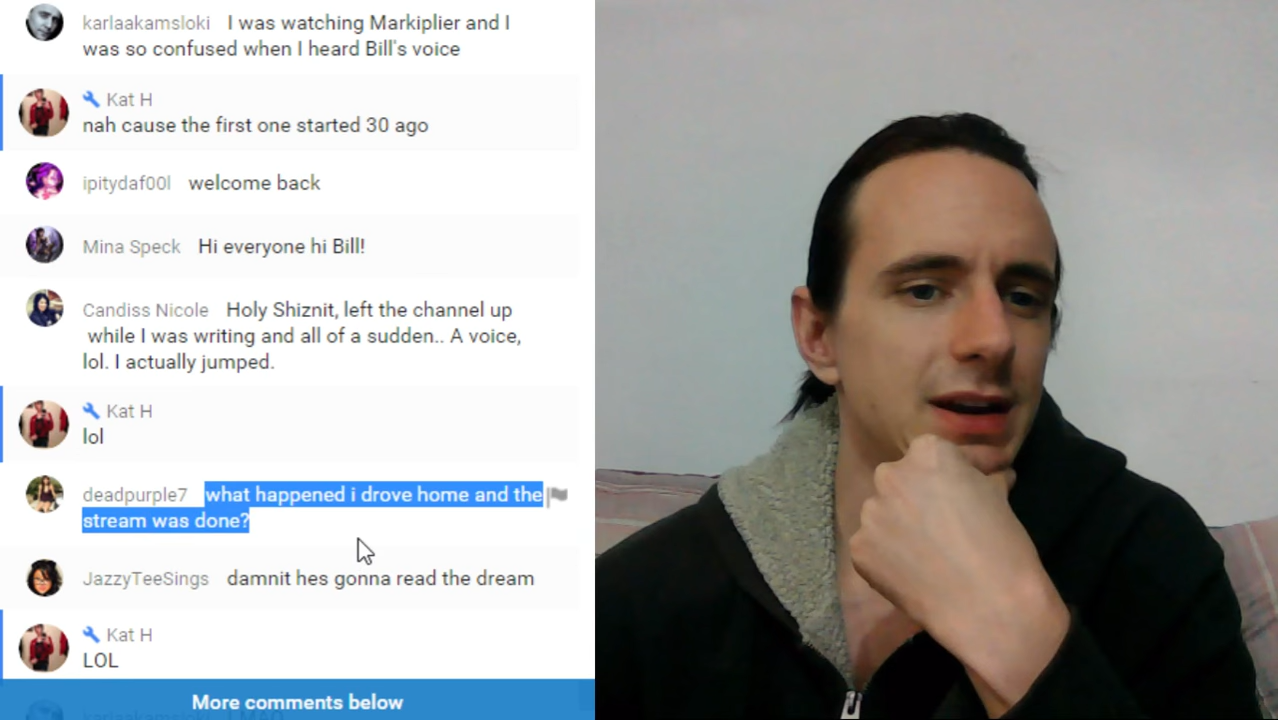 karlaakamsloki I was watching Markiplier and I
was so confused when I heard Bill's voice
Kat H
nah cause the first one started 30 ago
ipitydaf00l welcome back
Mina Speck Hi everyone hi Bill!
Candiss Nicole Holy Shiznit, left the channel up
while I was writing and all of a sudden.. A voice,
lol. I actually jumped.
Kat H
lol
deadpurple7 what happened i drove home and the
stream was done?
JazzyTeeSings damnit hes gonna read the dream
Kat H
LOL
More comments below
karlaakamsloki LMAO